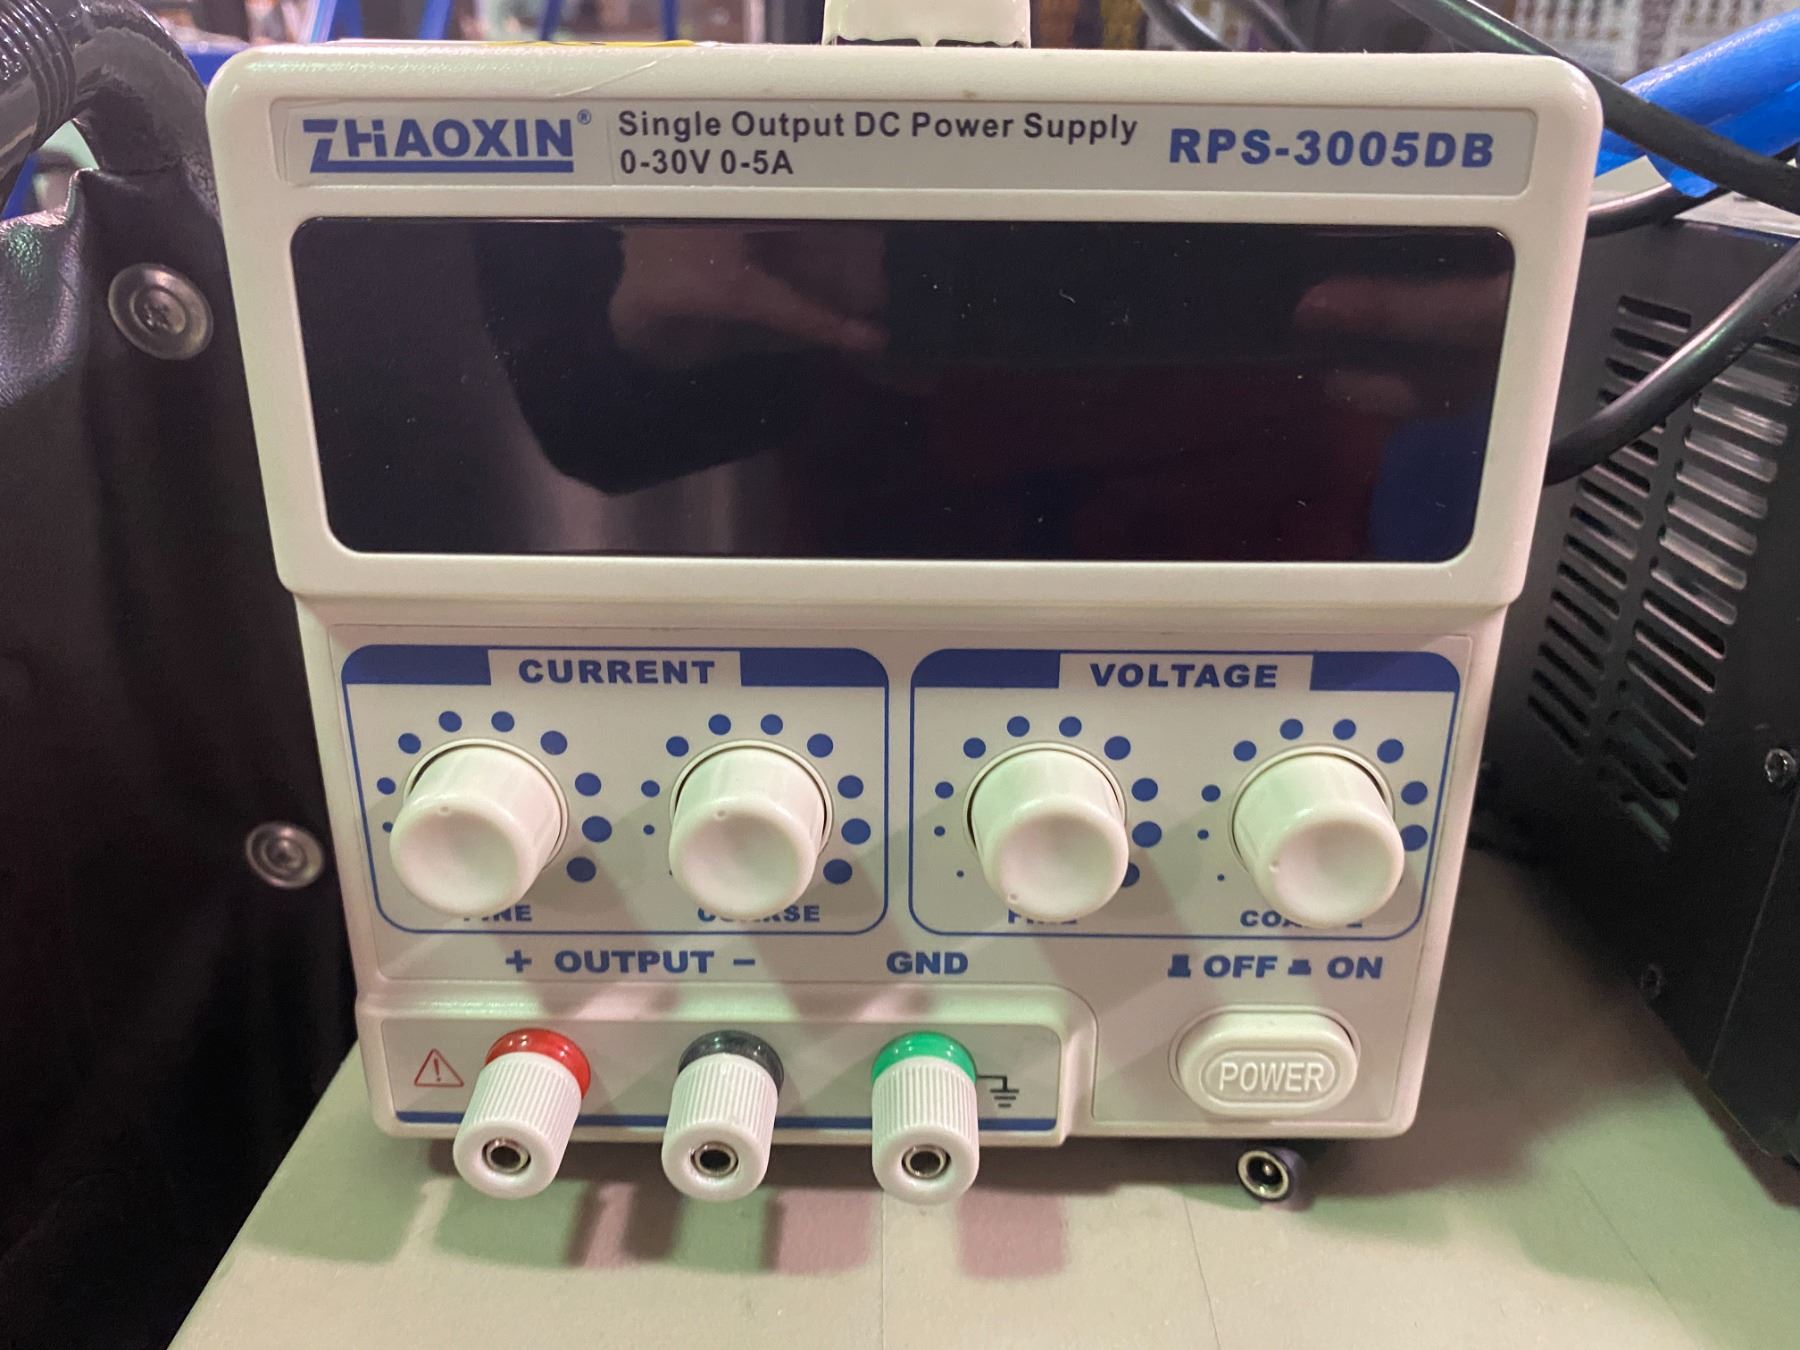 ZHAOXIN®
Single Output DC Power Supply
0-30V 0-5A
RPS-3005DB
CURRENT
VOLTAGE
+ OUTPUT −
GND
OFF ON
POWER